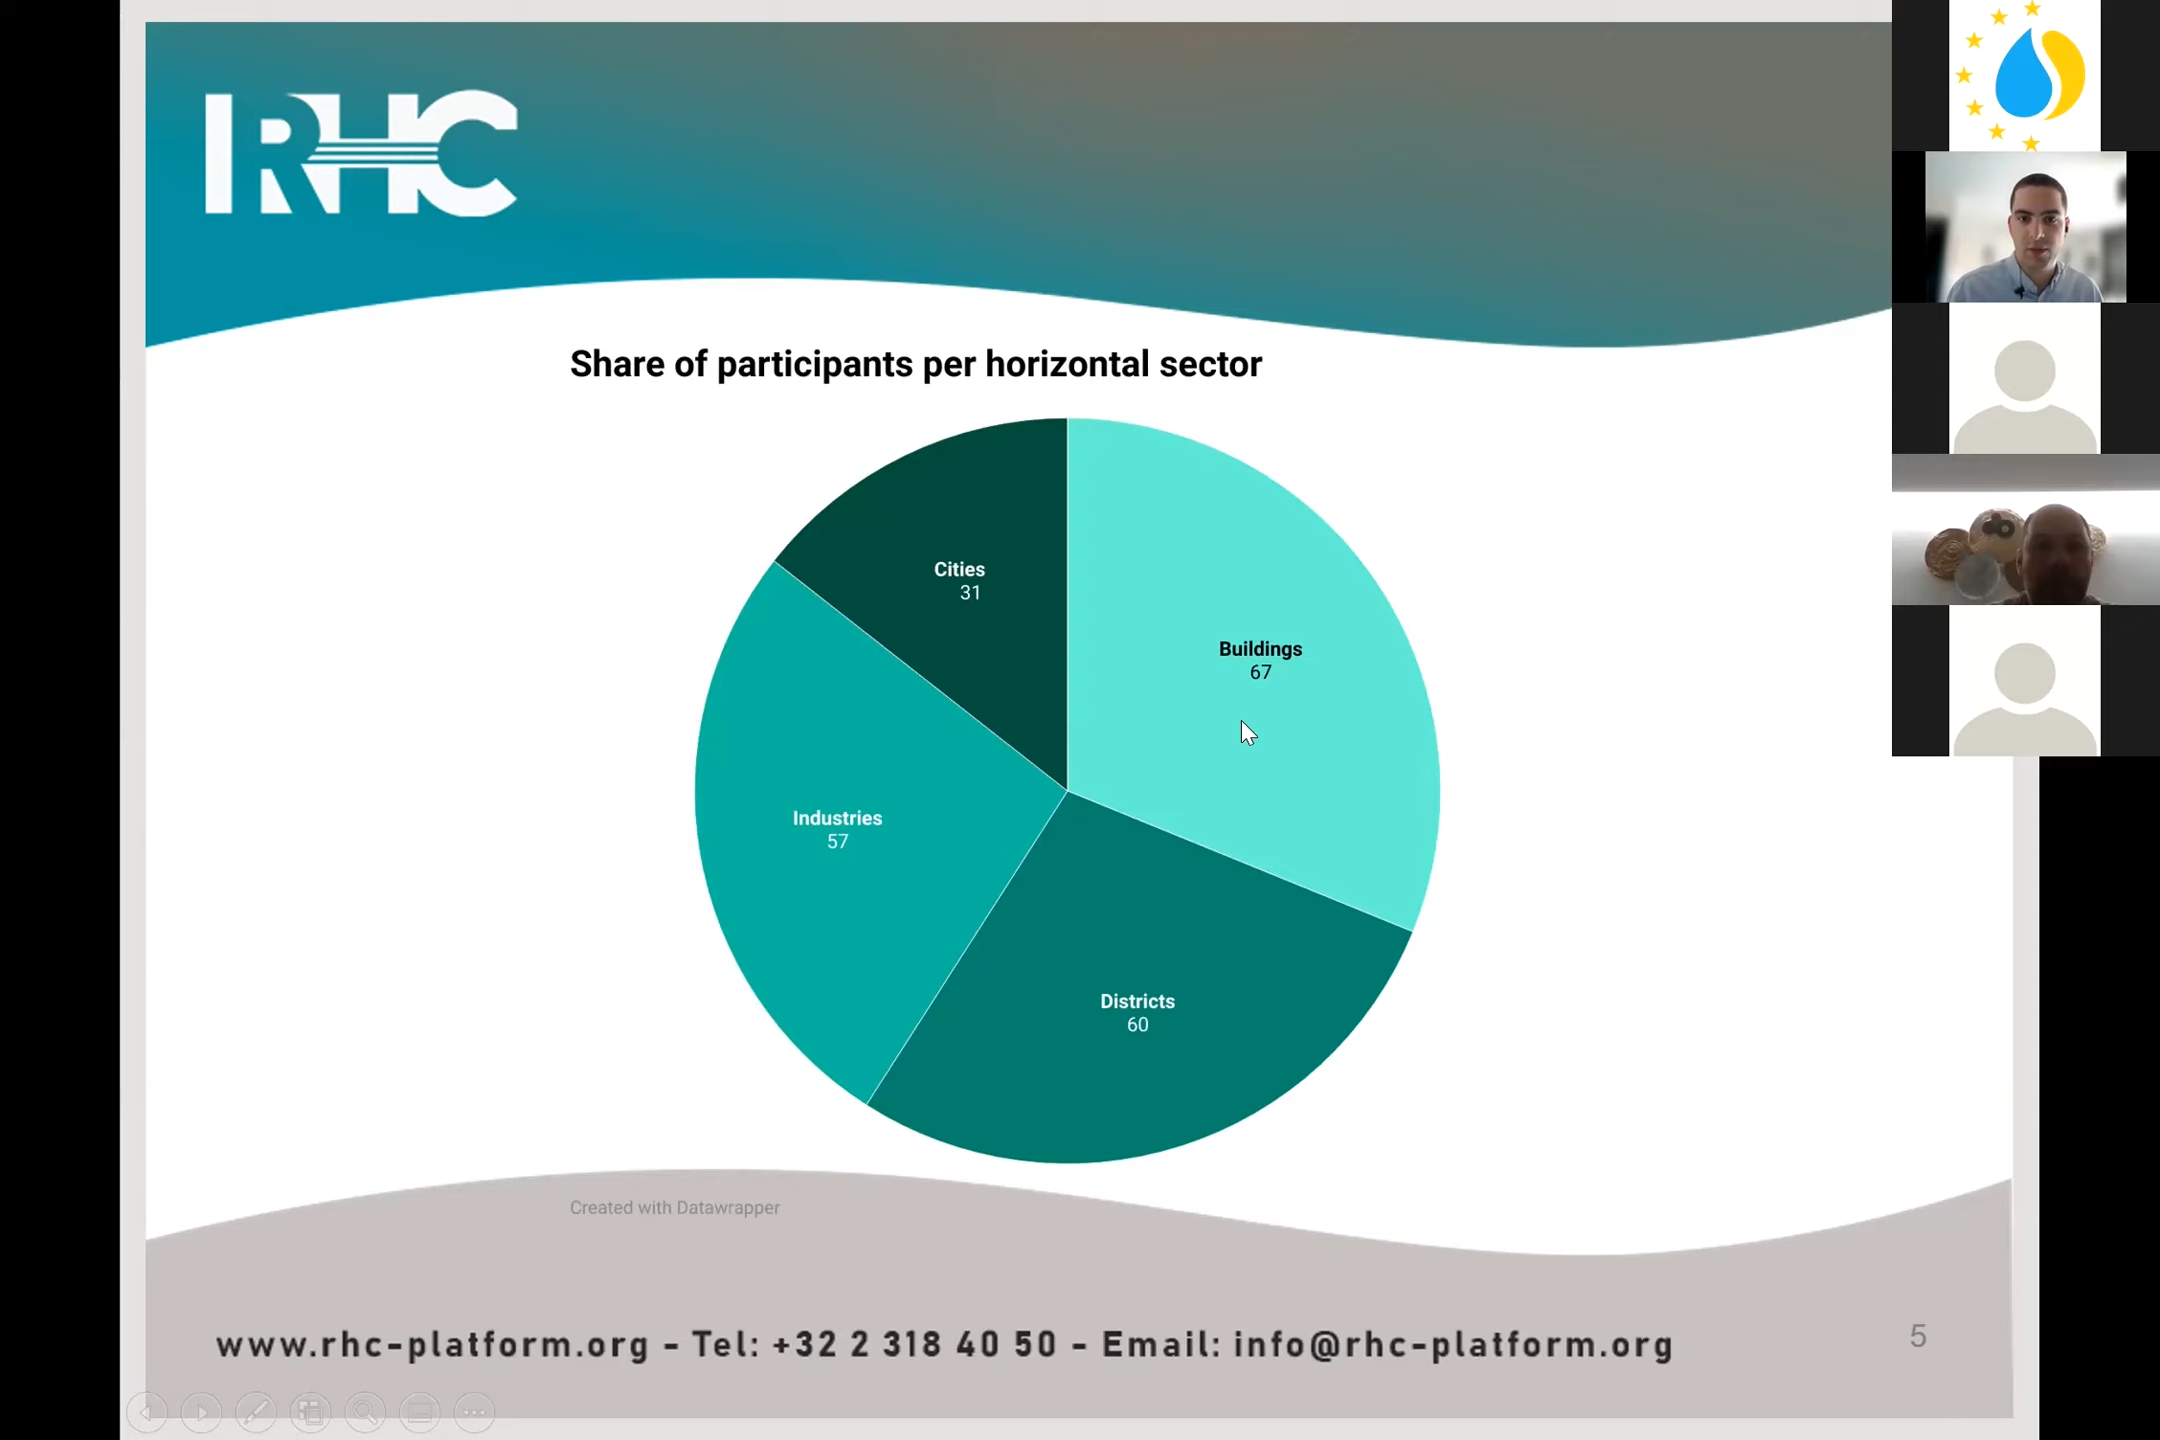 RHC
Share of participants per horizontal sector
Cities
31
Buildings
67
Industries
57
Districts
60
Created with Datawrapper
www.rhc-platform.org - Tel: +32 2 318 40 50 - Email: info@rhc-platform.org
5